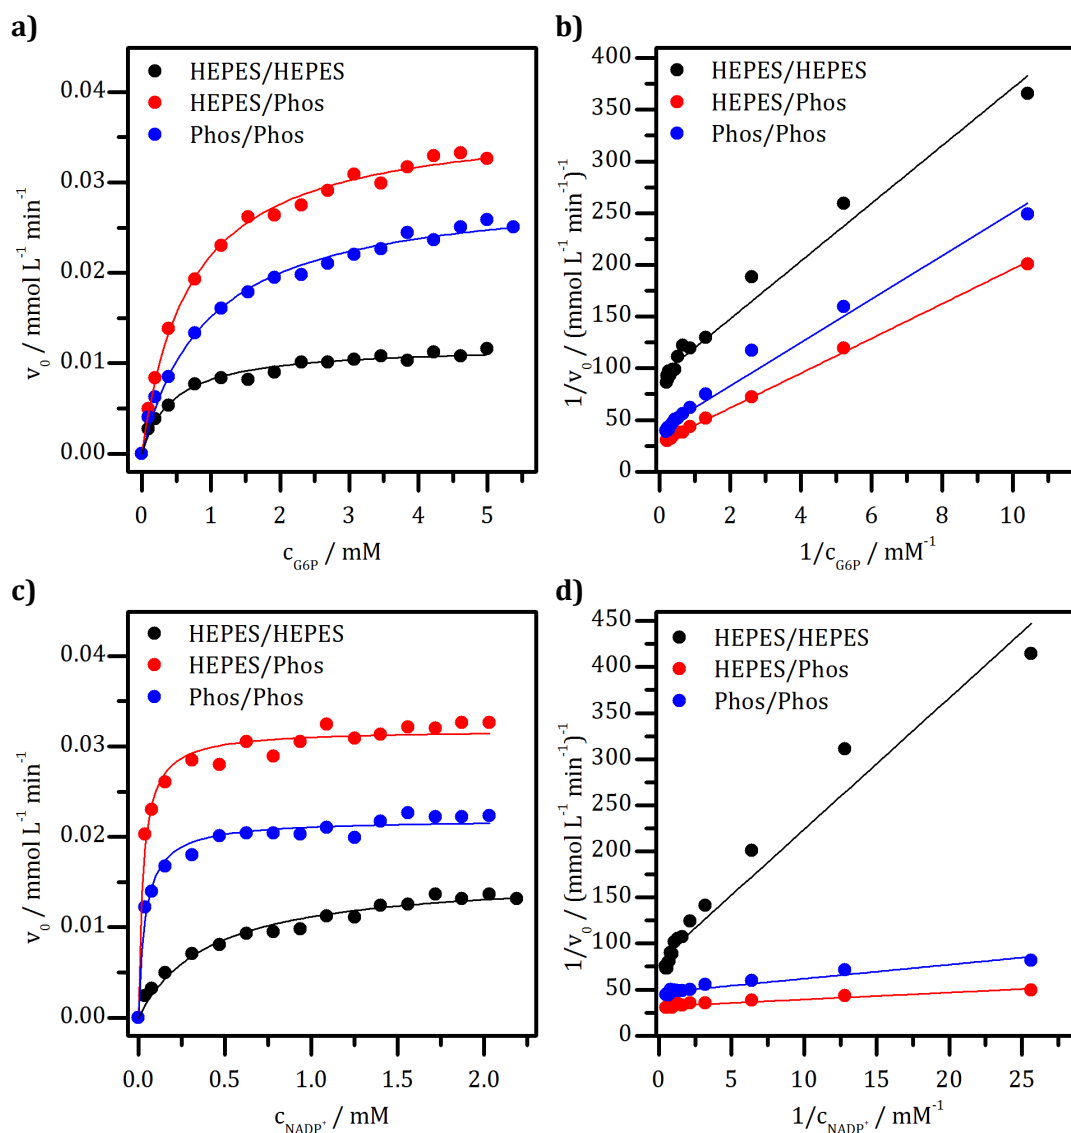 a)
HEPES/HEPES
HEPES/Phos
Phos/Phos
0.04
0.03
0.02
0.01
0.00
v0 / mmol L-1 min-1
0 1 2 3 4 5
cG6P / mM
b)
HEPES/HEPES
HEPES/Phos
Phos/Phos
400
350
300
250
200
150
100
50
0
1/v0 / (mmol L-1 min-1)-1
0 2 4 6 8 10
1/cG6P / mM-1
c)
HEPES/HEPES
HEPES/Phos
Phos/Phos
0.04
0.03
0.02
0.01
0.00
v0 / mmol L-1 min-1
0.0 0.5 1.0 1.5 2.0
cNADP+ / mM
d)
HEPES/HEPES
HEPES/Phos
Phos/Phos
450
400
350
300
250
200
150
100
50
0
1/v0 / (mmol L-1 min-1)-1
0 5 10 15 20 25
1/cNADP+ / mM-1